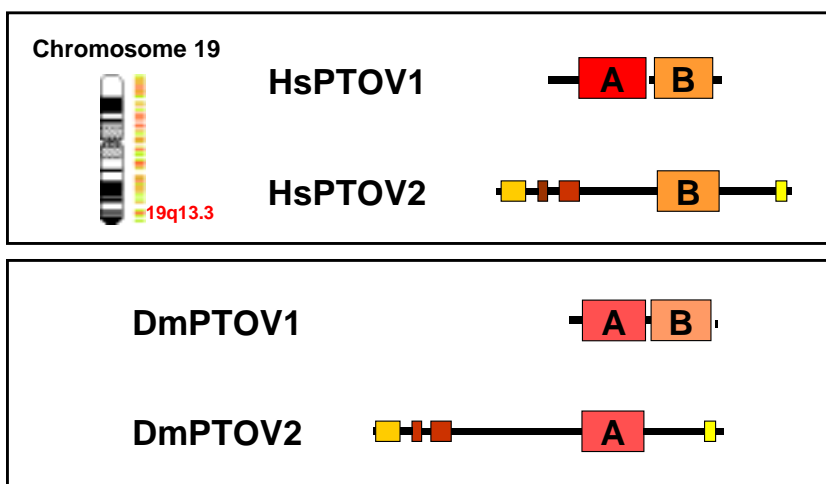 Chromosome 19
HsPTOV1
A B
HsPTOV2
B
19q13.3
DmPTOV1
A B
DmPTOV2
A